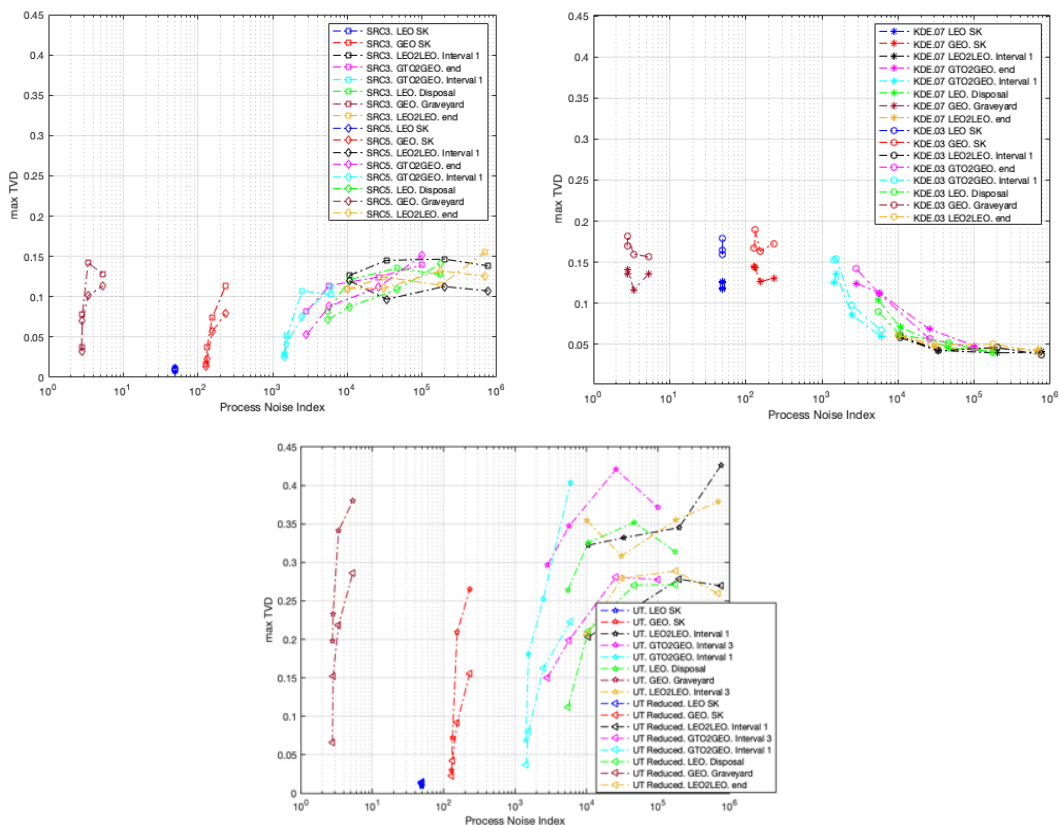 0.45
0.4
0.35
0.3
0.25
0.2
0.15
0.1
0.05
0
max TVD
10^0 10^1 10^2 10^3 10^4 10^5 10^6
Process Noise Index
SRC3. LEO SK
SRC3. GEO. SK
SRC3. LEO2LEO. Interval 1
SRC3. GTO2GEO. end
SRC3. GTO2GEO. Interval 1
SRC3. LEO. Disposal
SRC3. GEO. Graveyard
SRC3. LEO2LEO. end
SRC5. LEO SK
SRC5. GEO. SK
SRC5. LEO2LEO. Interval 1
SRC5. GTO2GEO. end
SRC5. GTO2GEO. Interval 1
SRC5. LEO. Disposal
SRC5. GEO. Graveyard
SRC5. LEO2LEO. end
0.45
0.4
0.35
0.3
0.25
0.2
0.15
0.1
0.05
0
max TVD
10^0 10^1 10^2 10^3 10^4 10^5 10^6
Process Noise Index
KDE.07 LEO SK
KDE.07 GEO. SK
KDE.07 LEO2LEO. Interval 1
KDE.07 GTO2GEO. end
KDE.07 GTO2GEO. Interval 1
KDE.07 LEO. Disposal
KDE.07 GEO. Graveyard
KDE.07 LEO2LEO. end
KDE.03 LEO SK
KDE.03 GEO. SK
KDE.03 LEO2LEO. Interval 1
KDE.03 GTO2GEO. end
KDE.03 GTO2GEO. Interval 1
KDE.03 LEO. Disposal
KDE.03 GEO. Graveyard
KDE.03 LEO2LEO. end
0.45
0.4
0.35
0.3
0.25
0.2
0.15
0.1
0.05
0
max TVD
10^0 10^1 10^2 10^3 10^4 10^5 10^6
Process Noise Index
UT. LEO SK
UT. GEO. SK
UT. LEO2LEO. Interval 1
UT. GTO2GEO. Interval 3
UT. GTO2GEO. Interval 1
UT. LEO. Disposal
UT. GEO. Graveyard
UT. LEO2LEO. Interval 3
UT Reduced. LEO SK
UT Reduced. GEO. SK
UT Reduced. LEO2LEO. Interval 1
UT Reduced. GTO2GEO. Interval 3
UT Reduced. GTO2GEO. Interval 1
UT Reduced. LEO. Disposal
UT Reduced. GEO. Graveyard
UT Reduced. LEO2LEO. end